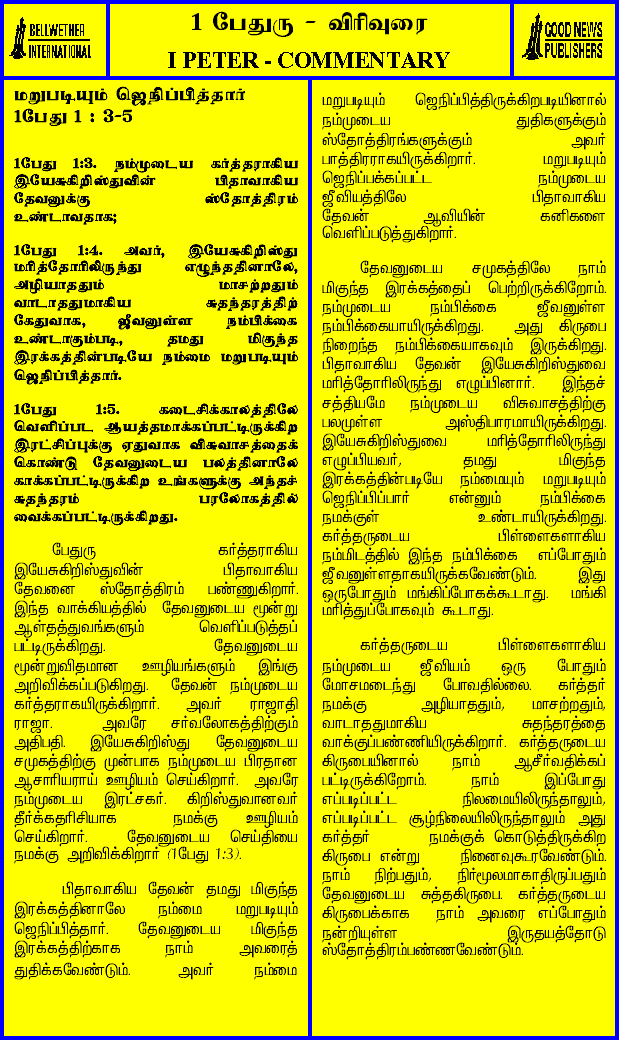 BELLWETHER
INTERNATIONAL
1 பேதுரு - விரிவுரை
I PETER - COMMENTARY
GOOD NEWS
PUBLISHERS
மறுபடியும் ஜெநிப்பித்தார்
1பேது 1 : 3-5
1பேது 1:3. நம்முடைய கர்த்தராகிய
இயேசுகிறிஸ்துவின் பிதாவாகிய
தேவனுக்கு ஸ்தோத்திரம்
உண்டாவதாக;
1பேது 1:4. அவர், இயேசுகிறிஸ்து
மரித்தோரிலிருந்து எழுந்ததினாலே,
அழியாததும் மாசற்றதும்
வாடாததுமாகிய சுதந்தரத்திற்
கேதுவாக, ஜீவனுள்ள நம்பிக்கை
உண்டாகும்படி, தமது மிகுந்த
இரக்கத்தின்படியே நம்மை மறுபடியும்
ஜெநிப்பித்தார்.
1பேது 1:5. கடைசிக்காலத்திலே
வெளிப்பட ஆயத்தமாக்கப்பட்டிருக்கிற
இரட்சிப்புக்கு ஏதுவாக விசுவாசத்தைக்
கொண்டு தேவனுடைய பலத்தினாலே
காக்கப்பட்டிருக்கிற உங்களுக்கு அந்தச்
சுதந்தரம் பரலோகத்தில்
வைக்கப்பட்டிருக்கிறது.
பேதுரு கர்த்தராகிய
இயேசுகிறிஸ்துவின் பிதாவாகிய
தேவனை ஸ்தோத்திரம் பண்ணுகிறார்.
இந்த வாக்கியத்தில் தேவனுடைய மூன்று
ஆள்தத்துவங்களும் வெளிப்படுத்தப்
பட்டிருக்கிறது. தேவனுடைய
மூன்றுவிதமான ஊழியங்களும் இங்கு
அறிவிக்கப்படுகிறது. தேவன் நம்முடைய
கர்த்தராகயிருக்கிறார். அவர் ராஜாதி
ராஜா. அவரே சர்வலோகத்திற்கும்
அதிபதி. இயேசுகிறிஸ்து தேவனுடைய
சமுகத்திற்கு முன்பாக நம்முடைய பிரதான
ஆசாரியராய் ஊழியம் செய்கிறார். அவரே
நம்முடைய இரட்சகர். கிறிஸ்துவானவர்
தீர்க்கதரிசியாக நமக்கு ஊழியம்
செய்கிறார். தேவனுடைய செய்தியை
நமக்கு அறிவிக்கிறார் (1பேது 1:3).
பிதாவாகிய தேவன் தமது மிகுந்த
இரக்கத்தினாலே நம்மை மறுபடியும்
ஜெநிப்பித்தார். தேவனுடைய மிகுந்த
இரக்கத்திற்காக நாம் அவரைத்
துதிக்கவேண்டும். அவர் நம்மை
மறுபடியும் ஜெநிப்பித்திருக்கிறபடியினால்
நம்முடைய துதிகளுக்கும்
ஸ்தோத்திரங்களுக்கும் அவர்
பாத்திரராகயிருக்கிறார். மறுபடியும்
ஜெநிப்பக்கப்பட்ட நம்முடைய
ஜீவியத்திலே பிதாவாகிய
தேவன் ஆவியின் கனிகளை
வெளிப்படுத்துகிறார்.
தேவனுடைய சமுகத்திலே நாம்
மிகுந்த இரக்கத்தைப் பெற்றிருக்கிறோம்.
நம்முடைய நம்பிக்கை ஜீவனுள்ள
நம்பிக்கையாயிருக்கிறது. அது கிருபை
நிறைந்த நம்பிக்கையாகவும் இருக்கிறது.
பிதாவாகிய தேவன் இயேசுகிறிஸ்துவை
மரித்தோரிலிருந்து எழுப்பினார். இந்தச்
சத்தியமே நம்முடைய விசுவாசத்திற்கு
பலமுள்ள அஸ்திபாரமாயிருக்கிறது.
இயேசுகிறிஸ்துவை மரித்தோரிலிருந்து
எழுப்பியவர், தமது மிகுந்த
இரக்கத்தின்படியே நம்மையும் மறுபடியும்
ஜெநிப்பிப்பார் என்னும் நம்பிக்கை
நமக்குள் உண்டாயிருக்கிறது.
கர்த்தருடைய பிள்ளைகளாகிய
நம்மிடத்தில் இந்த நம்பிக்கை எப்போதும்
ஜீவனுள்ளதாகயிருக்கவேண்டும். இது
ஒருபோதும் மங்கிப்போகக்கூடாது. மங்கி
மரித்துப்போகவும் கூடாது.
கர்த்தருடைய பிள்ளைகளாகிய
நம்முடைய ஜீவியம் ஒரு போதும்
மோசமடைந்து போவதில்லை. கர்த்தர்
நமக்கு அழியாததும், மாசற்றதும்,
வாடாததுமாகிய சுதந்தரத்தை
வாக்குப்பண்ணியிருக்கிறார். கர்த்தருடைய
கிருபையினால் நாம் ஆசீர்வதிக்கப்
பட்டிருக்கிறோம். நாம் இப்போது
எப்படிப்பட்ட நிலமையிலிருந்தாலும்,
எப்படிப்பட்ட சூழ்நிலையிலிருந்தாலும் அது
கர்த்தர் நமக்குக் கொடுத்திருக்கிற
கிருபை என்று நினைவுகூரவேண்டும்.
நாம் நிற்பதும், நிர்மூலமாகாதிருப்பதும்
தேவனுடைய சுத்தகிருபை. கர்த்தருடைய
கிருபைக்காக நாம் அவரை எப்போதும்
நன்றியுள்ள இருதயத்தோடு
ஸ்தோத்திரம்பண்ணவேண்டும்.